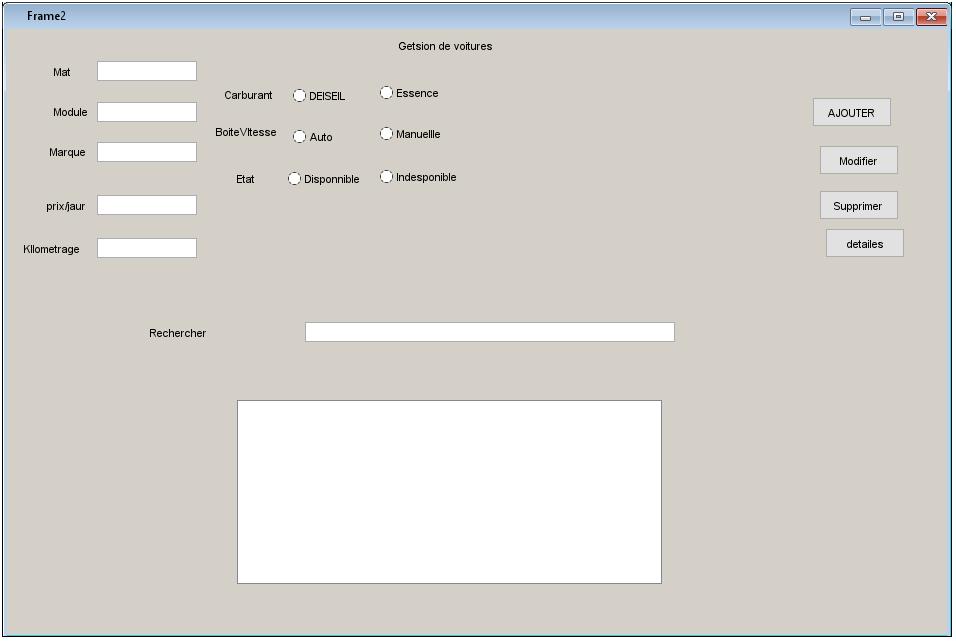 Frame2
Getsion de voitures
Mat
Module
Marque
prix/jaur
KIlometrage
Carburant
DEISEIL
Essence
BoiteVItesse
Auto
Manuellle
Etat
Disponnible
Indesponible
AJOUTER
Modifier
Supprimer
detailes
Rechercher